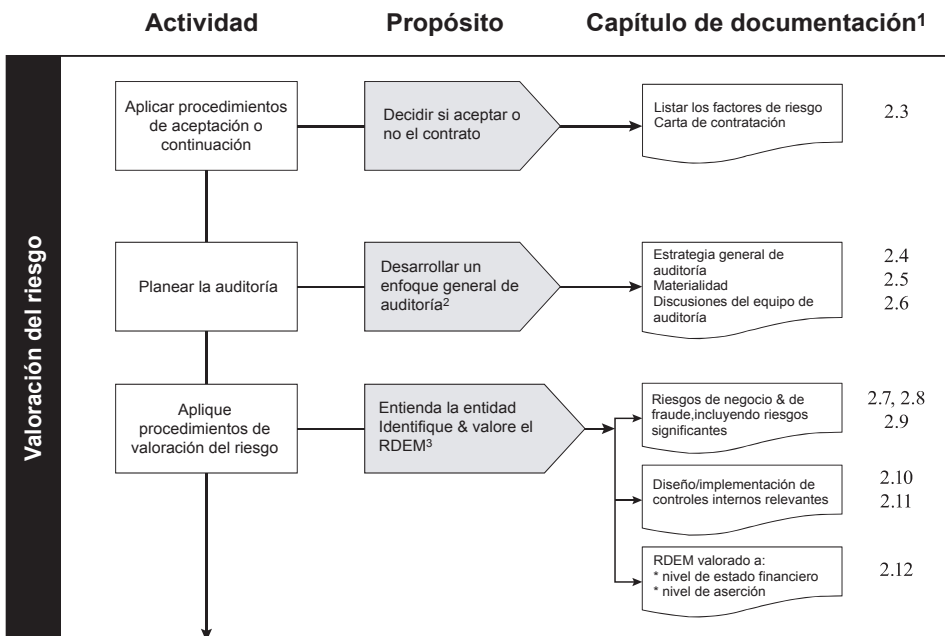 Actividad
Propósito
Capítulo de documentación¹
Valoración del riesgo
Aplicar procedimientos
de aceptación o
continuación
Decidir si aceptar o
no el contrato
Listar los factores de riesgo
Carta de contratación
2.3
Planear la auditoría
Desarrollar un
enfoque general de
auditoría²
Estrategia general de
auditoría
Materialidad
Discusiones del equipo de
auditoría
2.4
2.5
2.6
Aplique
procedimientos de
valoración del riesgo
Entienda la entidad
Identifique & valore el
RDEM³
Riesgos de negocio & de
fraude,incluyendo riesgos
significantes
2.7, 2.8
2.9
Diseño/implementación de
controles internos relevantes
2.10
2.11
RDEM valorado a:
* nivel de estado financiero
* nivel de aserción
2.12